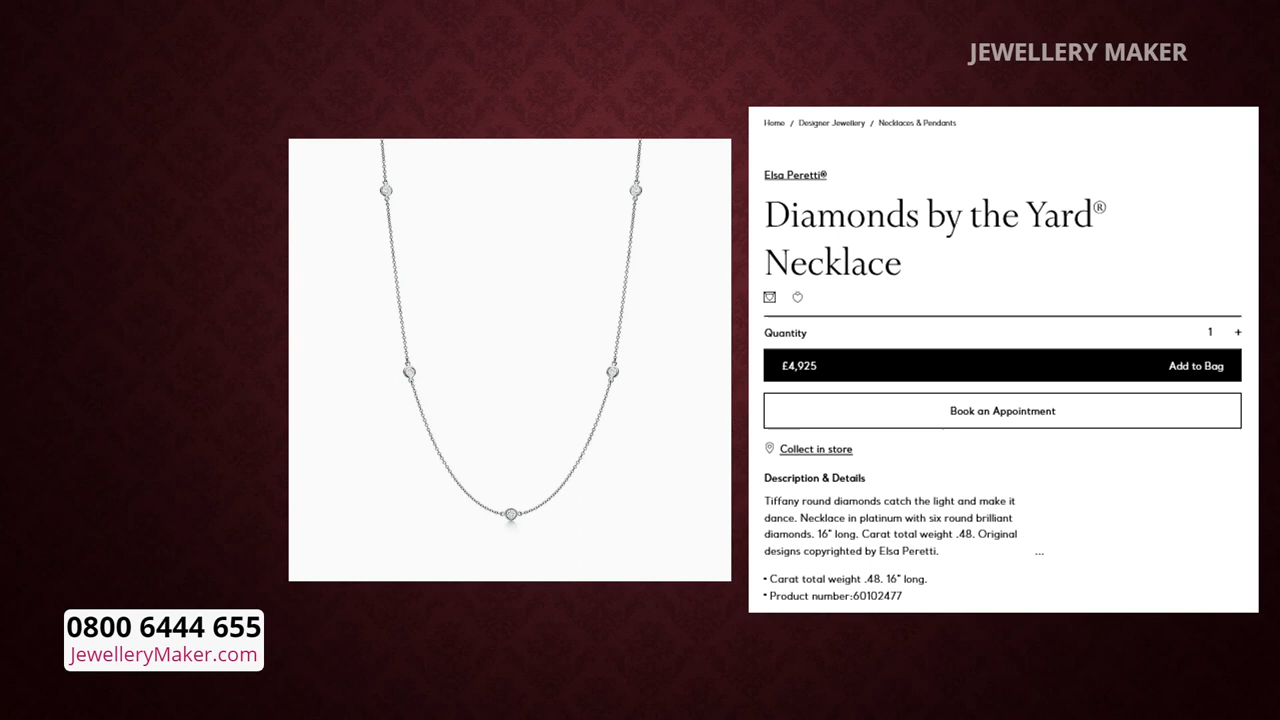 JEWELLERY MAKER
Home / Designer Jewellery / Necklaces & Pendants
Elsa Peretti®
Diamonds by the Yard®
Necklace
Quantity 1 +
£4,925 Add to Bag
Book an Appointment
Collect in store
Description & Details
Tiffany round diamonds catch the light and make it
dance. Necklace in platinum with six round brilliant
diamonds. 16" long. Carat total weight .48. Original
designs copyrighted by Elsa Peretti. ...
• Carat total weight .48. 16" long.
• Product number:60102477
0800 6444 655
JewelleryMaker.com